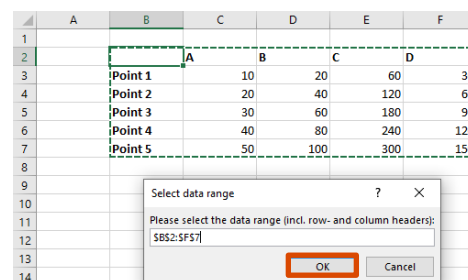 A B C D E F
1
2 A B C D
3 Point 1 10 20 60 3
4 Point 2 20 40 120 6
5 Point 3 30 60 180 9
6 Point 4 40 80 240 12
7 Point 5 50 100 300 15
8
9
10
11
12
13
14
Select data range ? ×
Please select the data range (incl. row- and column headers):
$B$2:$F$7
OK Cancel